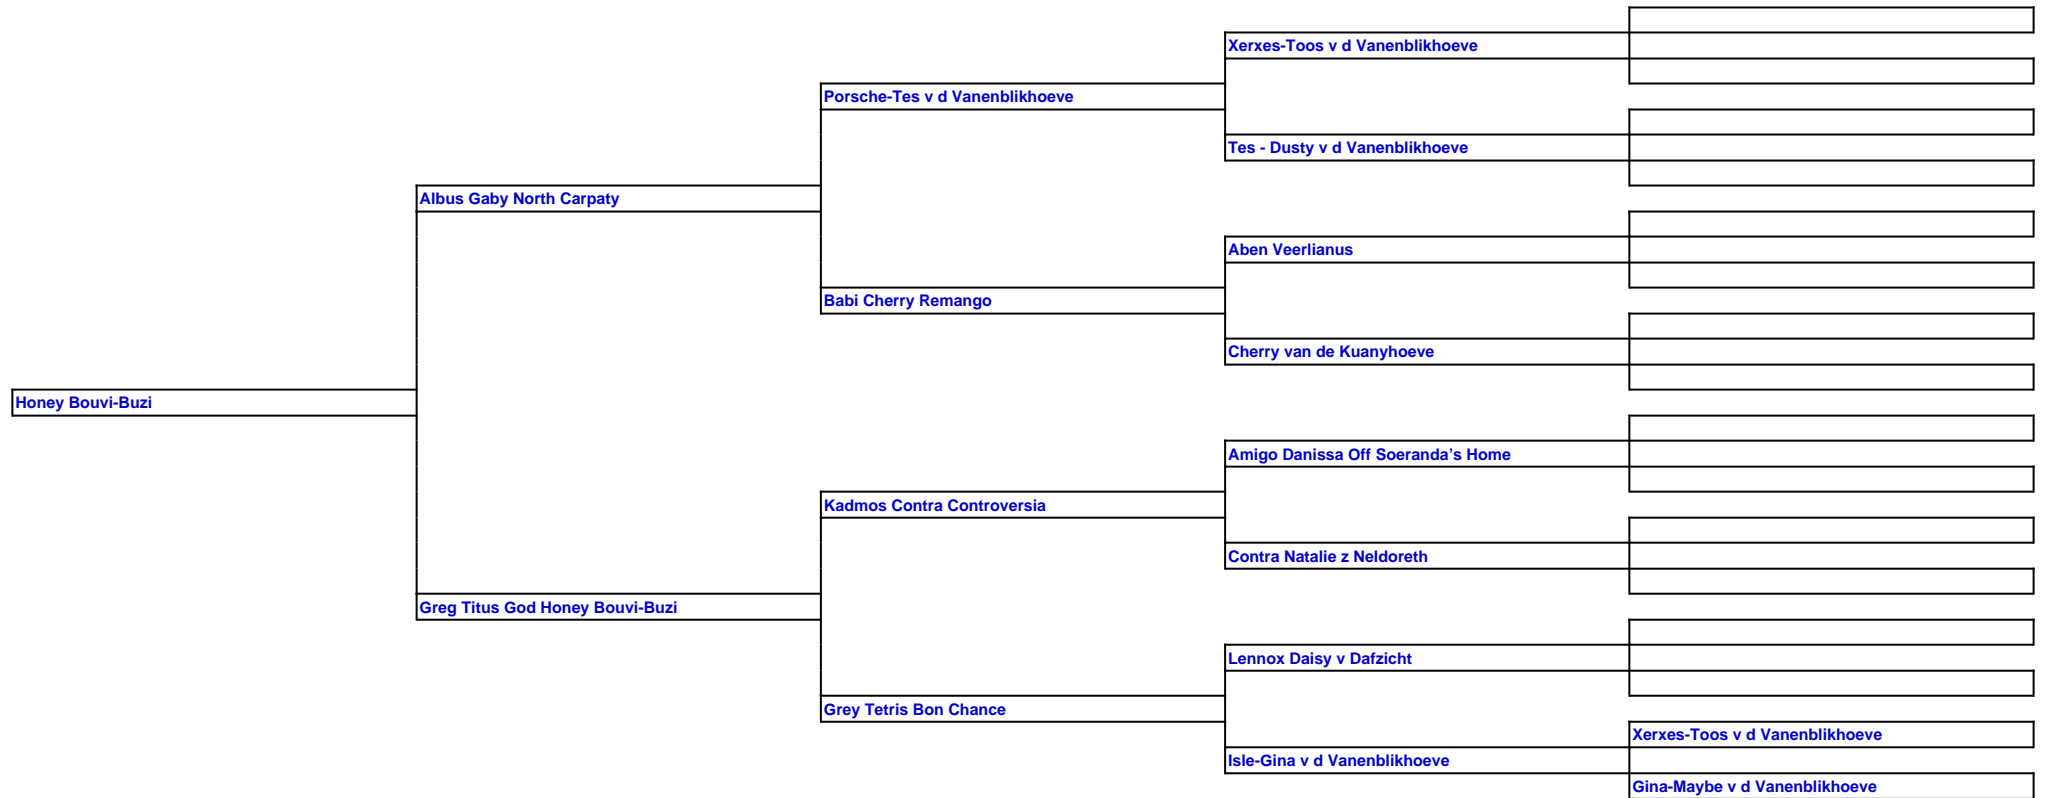 Xerxes-Toos v d Vanenblikhoeve
Porsche-Tes v d Vanenblikhoeve
Tes - Dusty v d Vanenblikhoeve
Albus Gaby North Carpaty
Aben Veerlianus
Babi Cherry Remango
Cherry van de Kuanyhoeve
Honey Bouvi-Buzi
Amigo Danissa Off Soeranda’s Home
Kadmos Contra Controversia
Contra Natalie z Neldoreth
Greg Titus God Honey Bouvi-Buzi
Lennox Daisy v Dafzicht
Grey Tetris Bon Chance
Xerxes-Toos v d Vanenblikhoeve
Isle-Gina v d Vanenblikhoeve
Gina-Maybe v d Vanenblikhoeve